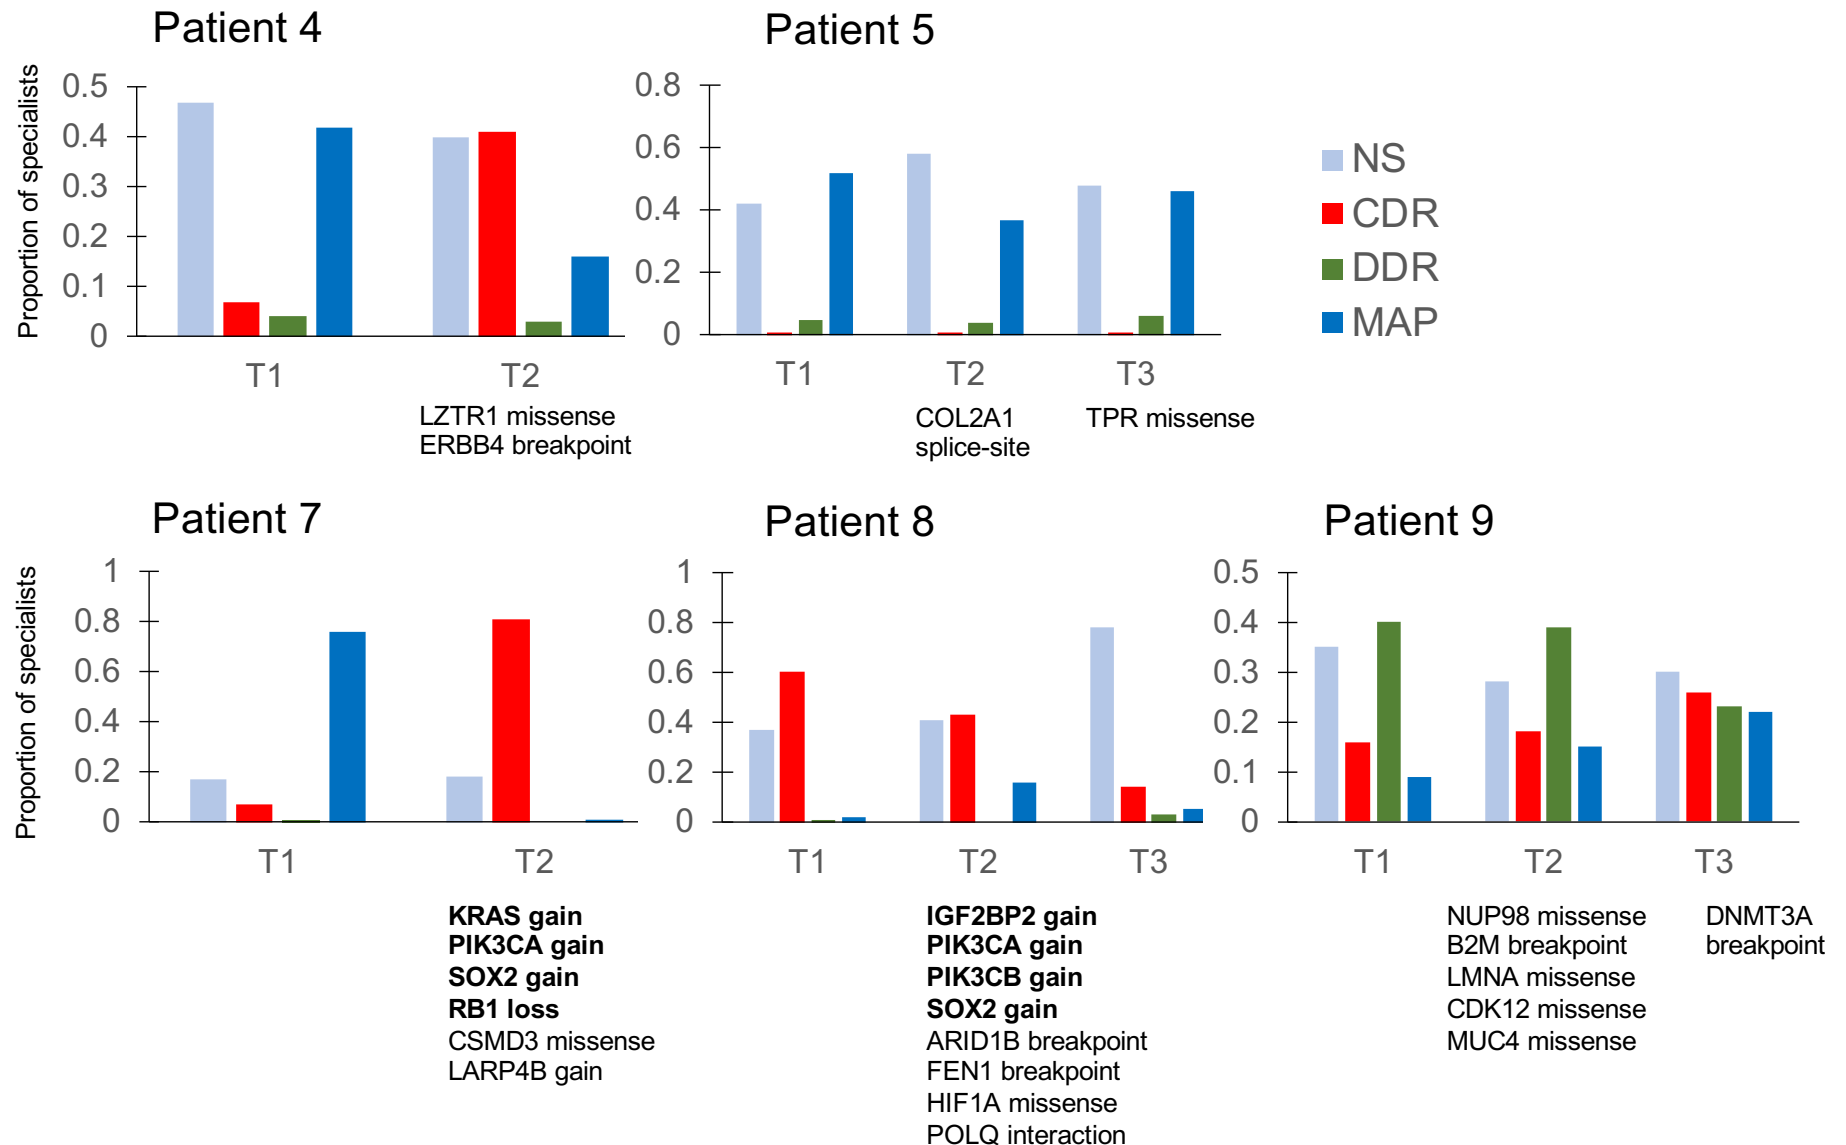 Patient 4
Patient 5
Proportion of specialists
0.5
0.4
0.3
0.2
0.1
0
T1
T2
LZTR1 missense
ERBB4 breakpoint
0.8
0.6
0.4
0.2
0
T1
T2
T3
COL2A1
splice-site
TPR missense
NS
CDR
DDR
MAP
Patient 7
Patient 8
Patient 9
Proportion of specialists
1
0.8
0.6
0.4
0.2
0
T1
T2
KRAS gain
PIK3CA gain
SOX2 gain
RB1 loss
CSMD3 missense
LARP4B gain
1
0.8
0.6
0.4
0.2
0
T1
T2
T3
IGF2BP2 gain
PIK3CA gain
PIK3CB gain
SOX2 gain
ARID1B breakpoint
FEN1 breakpoint
HIF1A missense
POLQ interaction
0.5
0.4
0.3
0.2
0.1
0
T1
T2
T3
NUP98 missense
B2M breakpoint
LMNA missense
CDK12 missense
MUC4 missense
DNMT3A
breakpoint